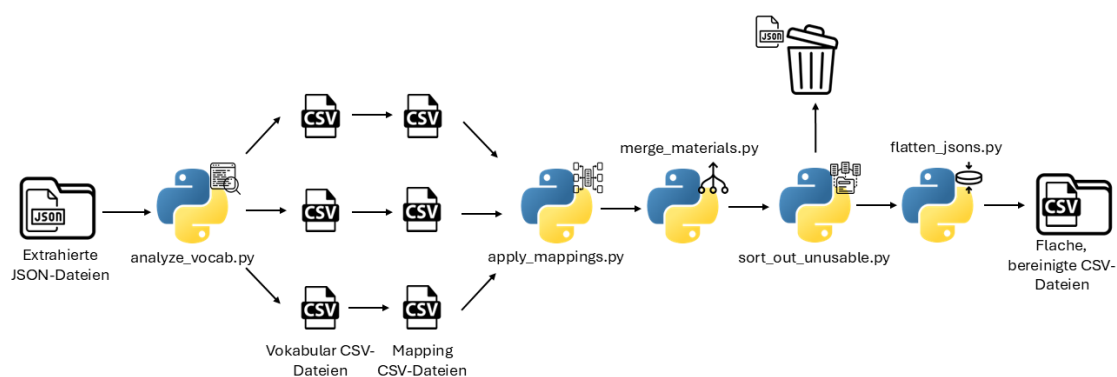 JSON
merge_materials.py
flatten_jsons.py
CSV
CSV
JSON
CSV
CSV
CSV
Extrahierte
JSON-Dateien
analyze_vocab.py
apply_mappings.py
sort_out_unusable.py
Flache,
bereinigte CSV-
Dateien
CSV
CSV
Vokabular CSV-
Dateien
Mapping
CSV-Dateien